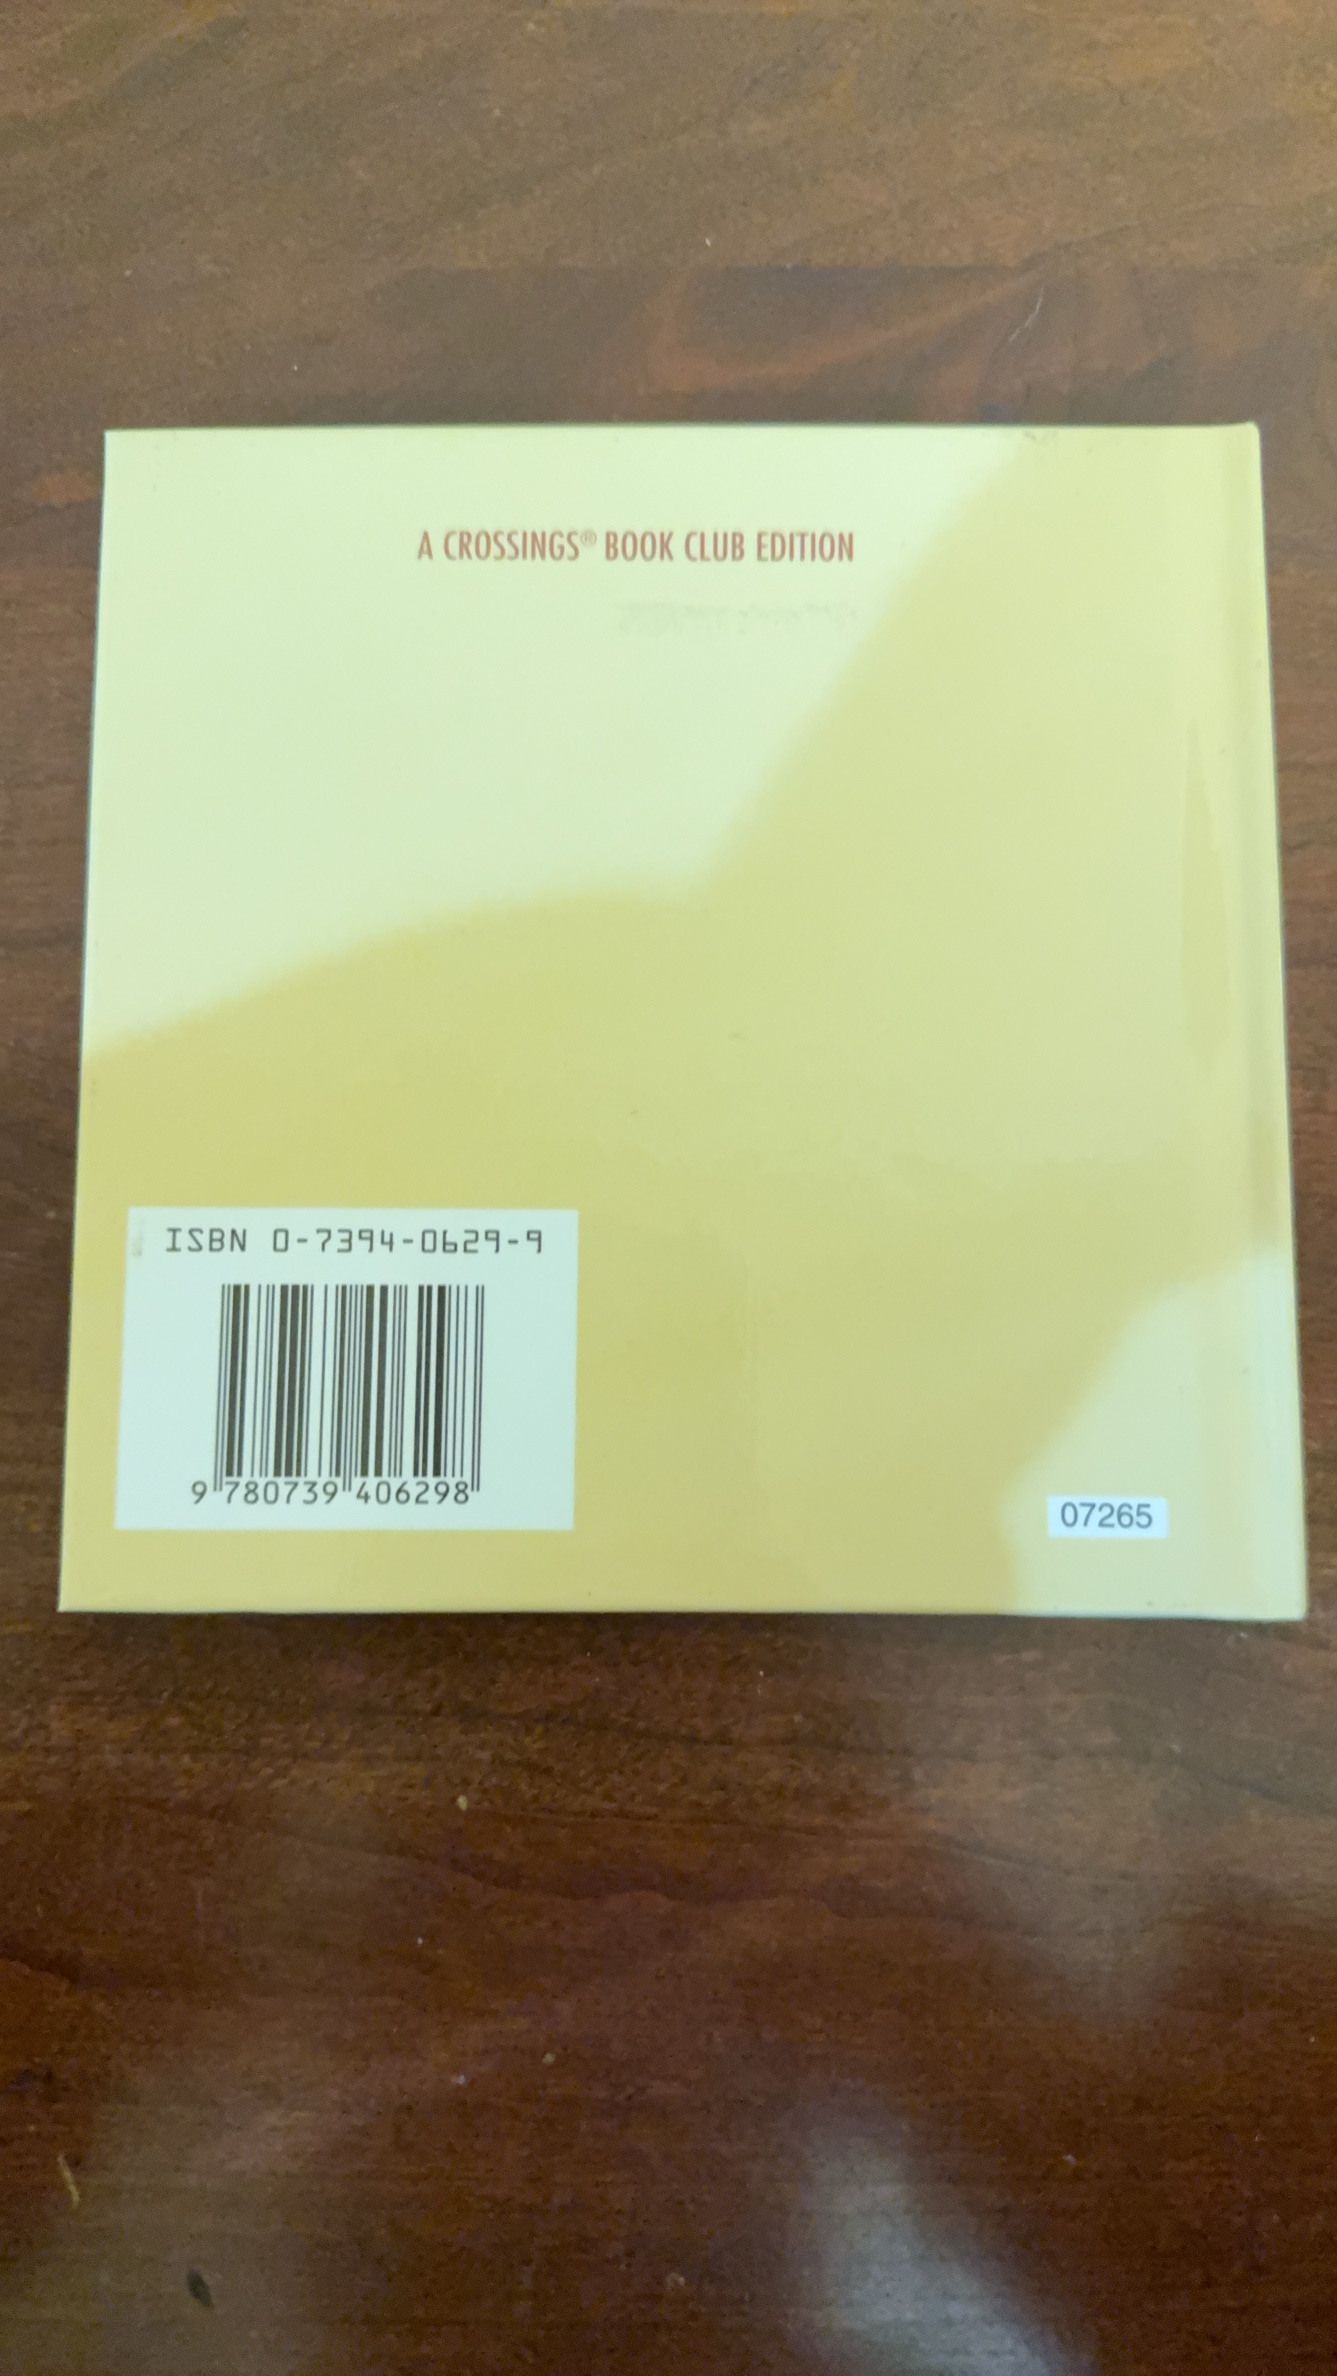 A CROSSINGS® BOOK CLUB EDITION
ISBN 0-7394-0629-9
9 780739 406298
07265